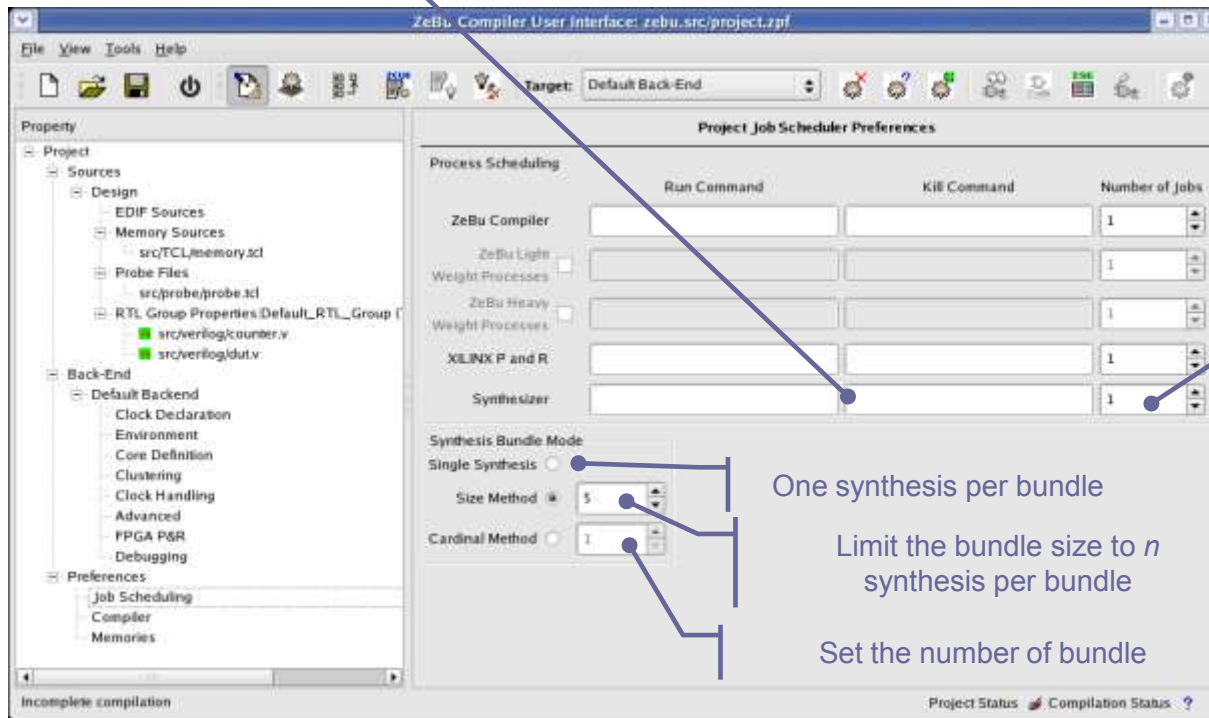 ZeBu Compiler User Interface: zebu.src/project.zpf
File View Tools Help
Target: Default Back-End
Property
Project
Sources
Design
EDIF Sources
Memory Sources
src/TCL/memory.tcl
Probe Files
src/probe/probe.tcl
RTL Group Properties:Default_RTL_Group (
src/verilog/counter.v
src/verilog/dut.v
Back-End
Default Backend
Clock Declaration
Environment
Core Definition
Clustering
Clock Handling
Advanced
FPGA P&R
Debugging
Preferences
Job Scheduling
Compiler
Memories
Project Job Scheduler Preferences
Process Scheduling
Run Command Kill Command Number of Jobs
ZeBu Compiler 1
ZeBu Light
Weight Processes 1
ZeBu Heavy
Weight Processes 1
XILINX P and R 1
Synthesizer 1
Synthesis Bundle Mode
Single Synthesis
Size Method 5
Cardinal Method 1
One synthesis per bundle
Limit the bundle size to n
synthesis per bundle
Set the number of bundle
Incomplete compilation
Project Status Compilation Status ?